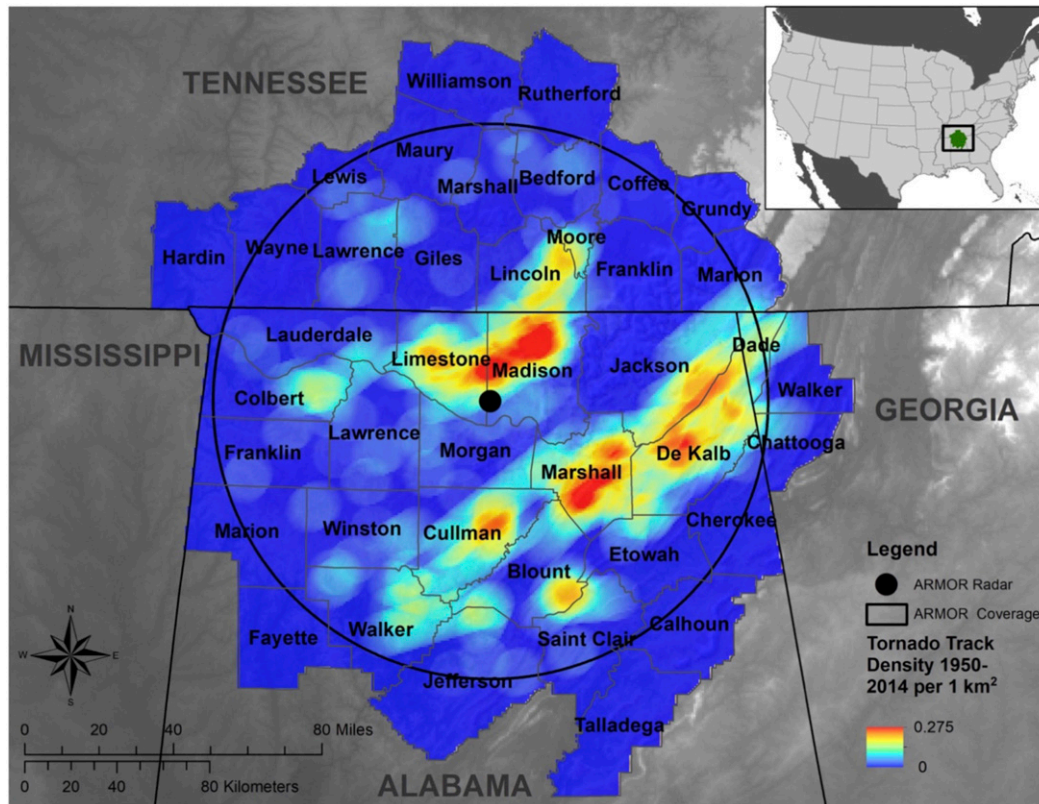 TENNESSEE
Williamson
Rutherford
Maury
Lewis
Marshall
Bedford
Coffee
Grundy
Hardin
Wayne
Lawrence
Giles
Moore
Lincoln
Franklin
Marion
MISSISSIPPI
Lauderdale
Limestone
Madison
Jackson
Dade
Walker
GEORGIA
Colbert
Lawrence
Morgan
Franklin
Marshall
De Kalb
Chattooga
Marion
Winston
Cullman
Cherokee
Etowah
Blount
Fayette
Walker
Saint Clair
Calhoun
Jefferson
Talladega
ALABAMA
N
W
E
S
0 20 40 80 Miles
0 20 40 80 Kilometers
Legend
ARMOR Radar
ARMOR Coverage
Tornado Track
Density 1950-
2014 per 1 km²
0.275
0